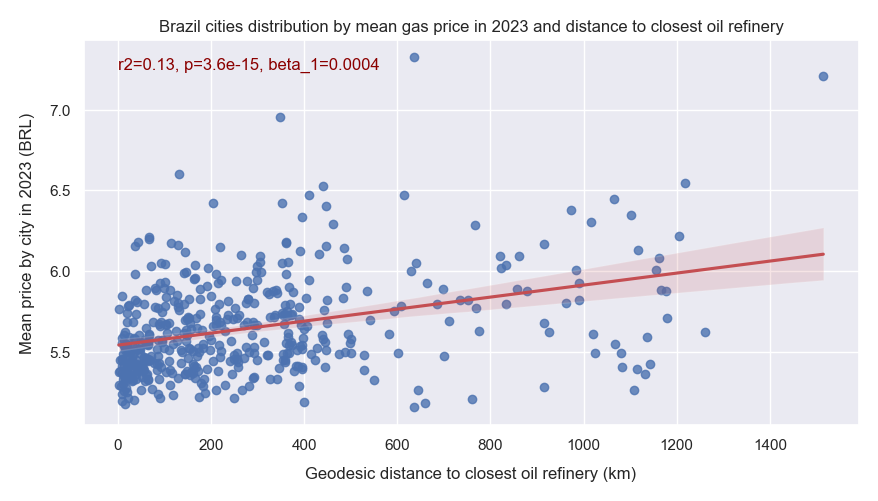 Brazil cities distribution by mean gas price in 2023 and distance to closest oil refinery
r2=0.13, p=3.6e-15, beta_1=0.0004
Mean price by city in 2023 (BRL)
7.0
6.5
6.0
5.5
0 200 400 600 800 1000 1200 1400
Geodesic distance to closest oil refinery (km)